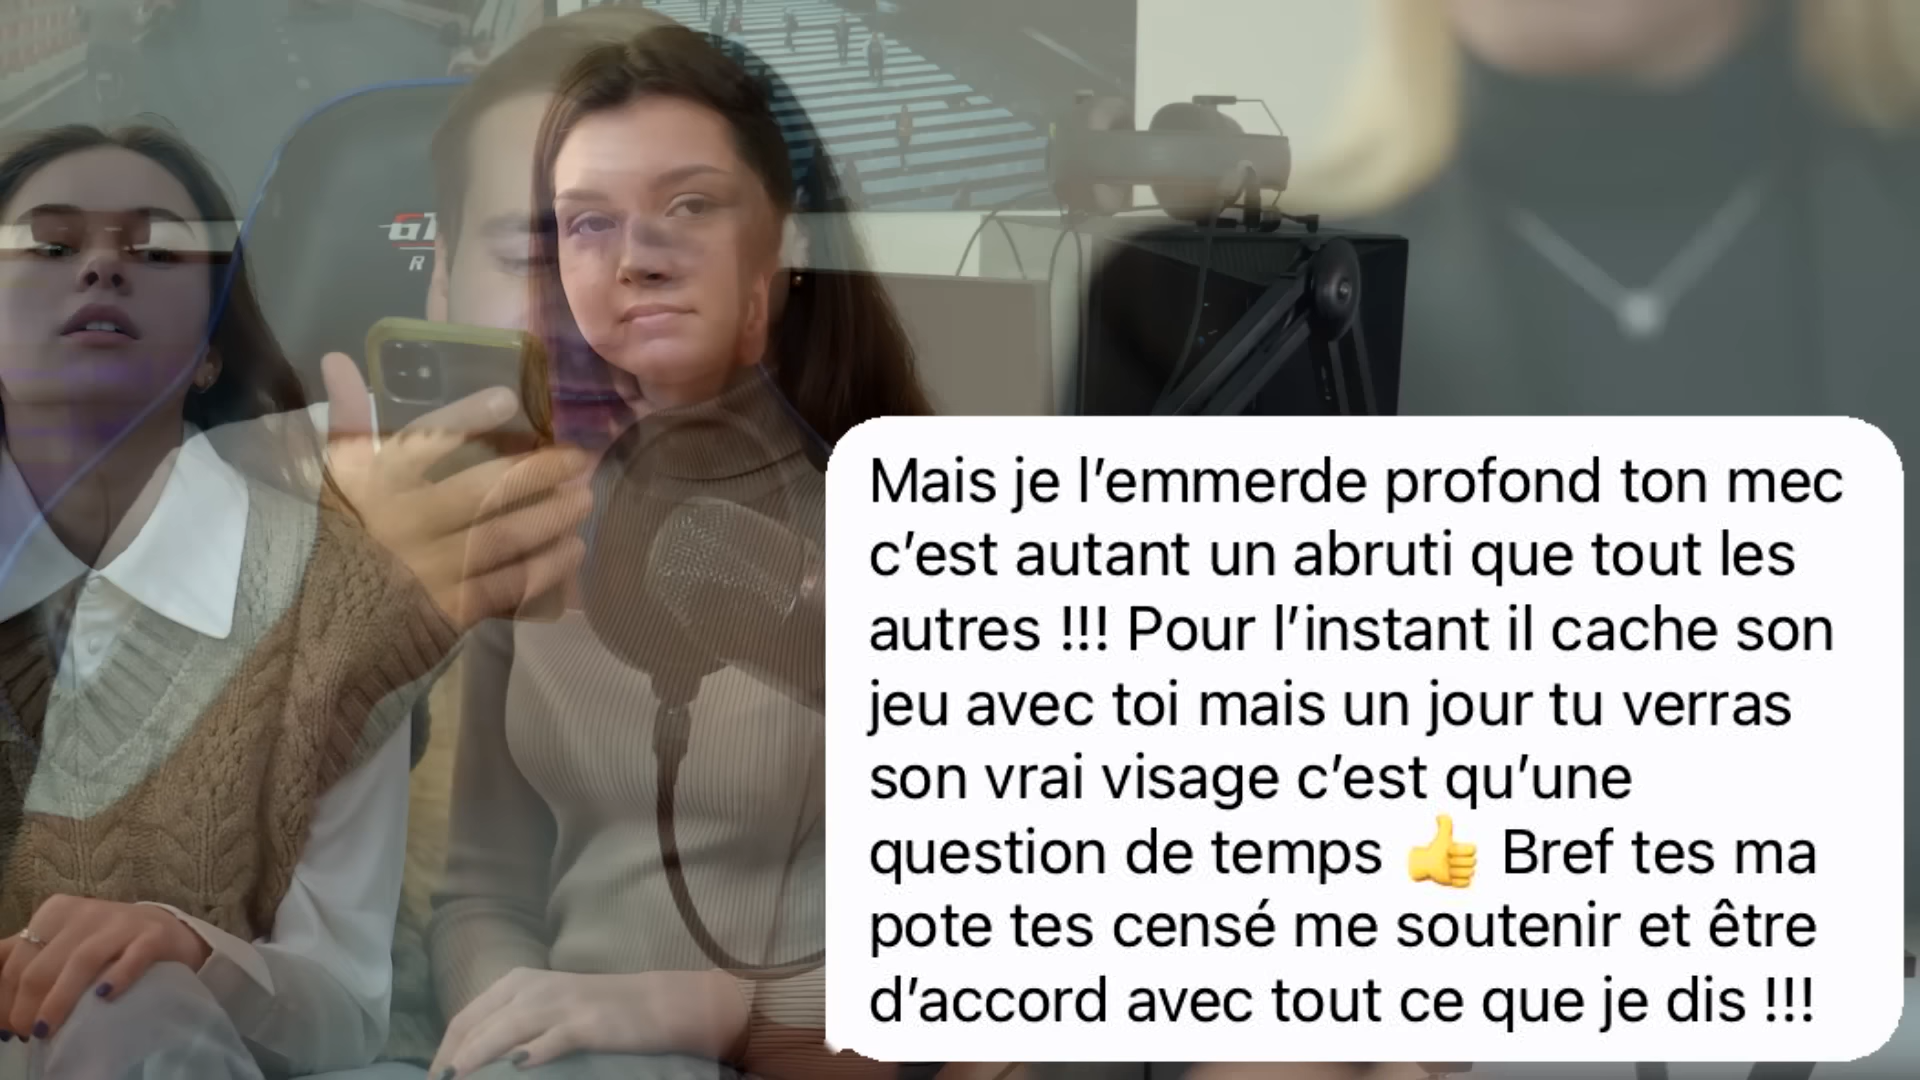 GT
R
Mais je l’emmerde profond ton mec
c’est autant un abruti que tout les
autres !!! Pour l’instant il cache son
jeu avec toi mais un jour tu verras
son vrai visage c’est qu’une
question de temps 👍 Bref tes ma
pote tes censé me soutenir et être
d’accord avec tout ce que je dis !!!